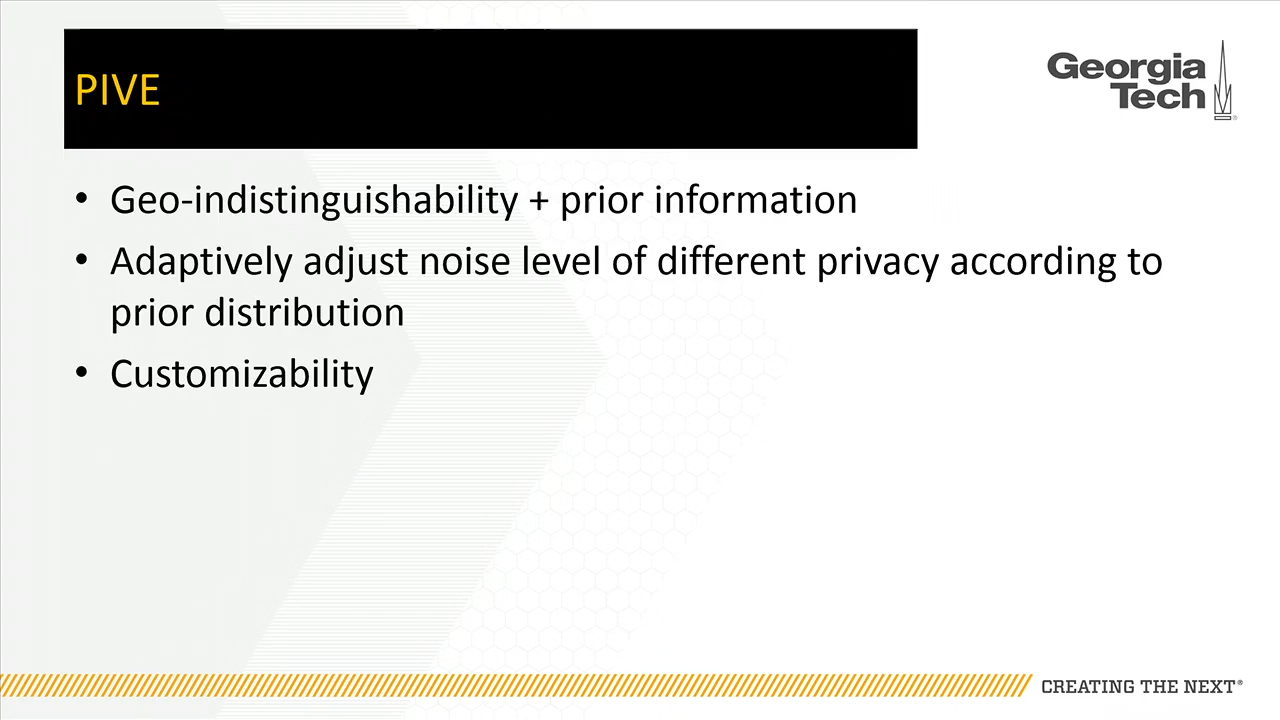 PIVE
Georgia
Tech
• Geo-indistinguishability + prior information
• Adaptively adjust noise level of different privacy according to
prior distribution
• Customizability
CREATING THE NEXT®